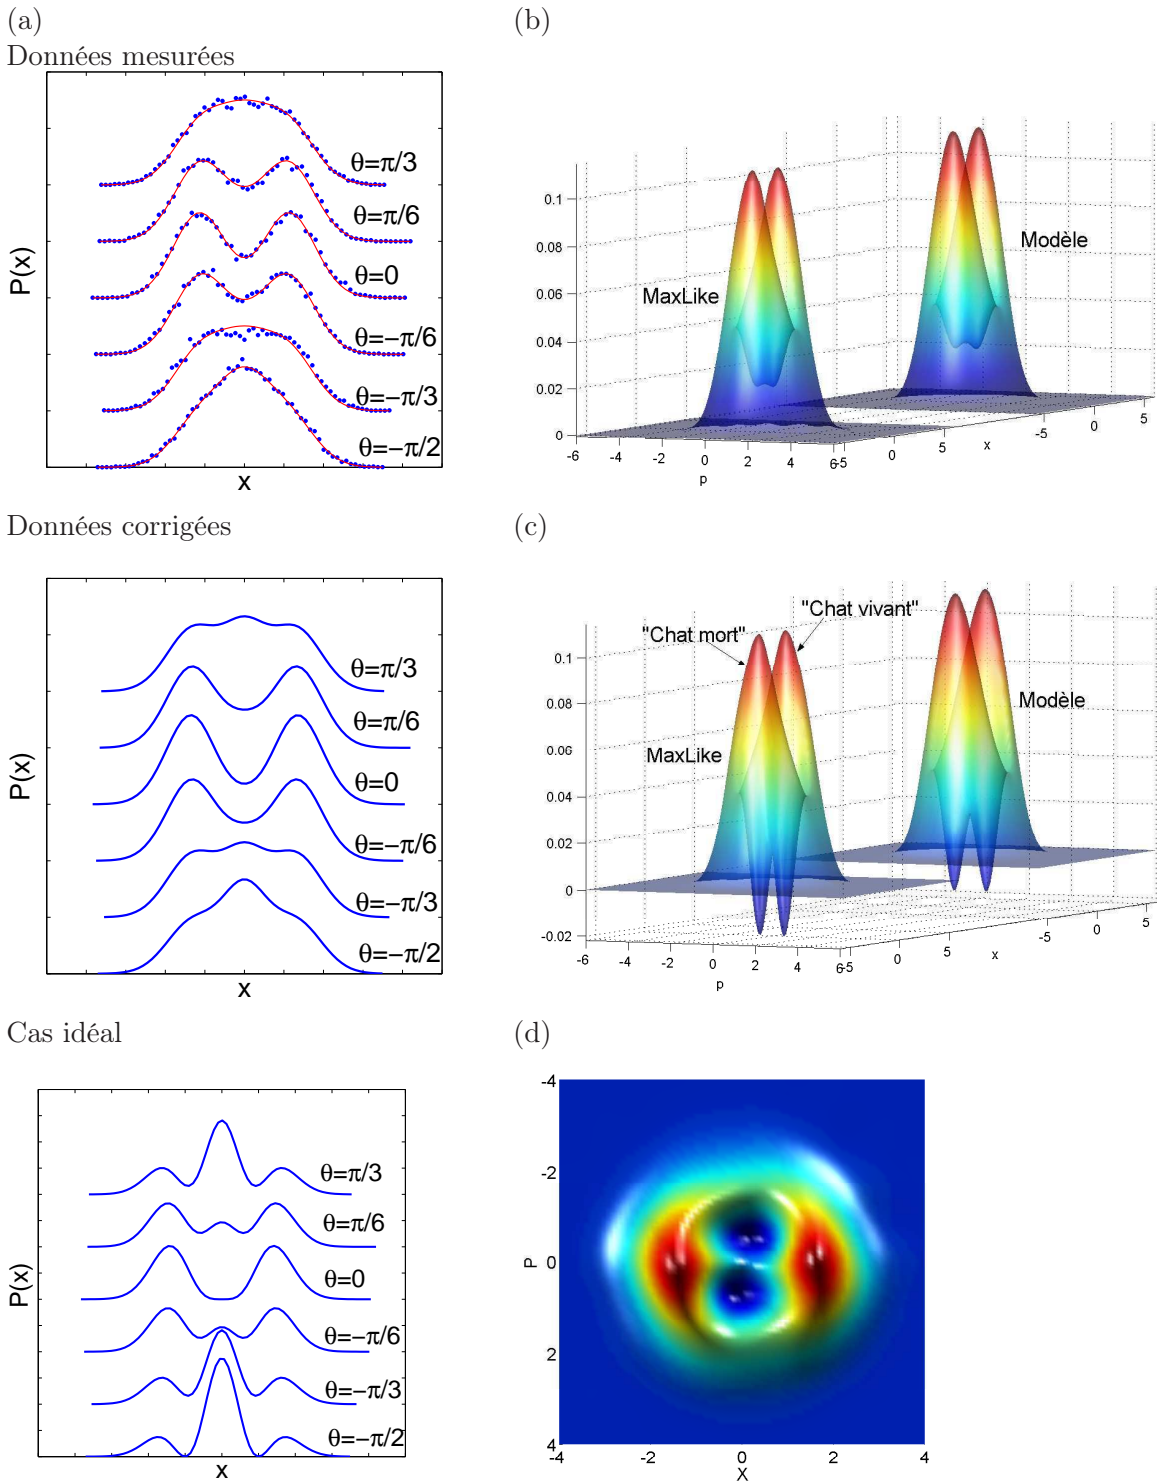 (a)
Données mesurées
θ=π/3
θ=π/6
θ=0
θ=−π/6
θ=−π/3
θ=−π/2
P(x)
x
(b)
0.1
0.08
0.06
0.04
0.02
0
-6
-4
-2
0
2
4
6
-5
0
5
-5
0
5
p
x
MaxLike
Modèle
Données corrigées
θ=π/3
θ=π/6
θ=0
θ=−π/6
θ=−π/3
θ=−π/2
P(x)
x
(c)
"Chat vivant"
"Chat mort"
0.1
0.08
0.06
0.04
0.02
0
-0.02
-6
-4
-2
0
2
4
6
-5
0
5
-5
0
5
p
x
MaxLike
Modèle
Cas idéal
θ=π/3
θ=π/6
θ=0
θ=−π/6
θ=−π/3
θ=−π/2
P(x)
x
(d)
-4
-2
0
2
4
P
-4
-2
0
2
4
X